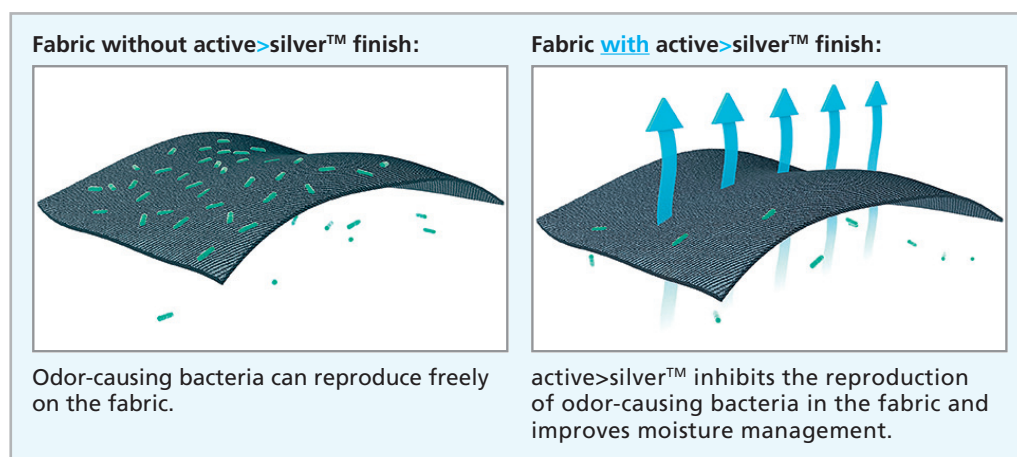 Fabric without active>silver™ finish:
Odor-causing bacteria can reproduce freely
on the fabric.
Fabric with active>silver™ finish:
active>silver™ inhibits the reproduction
of odor-causing bacteria in the fabric and
improves moisture management.